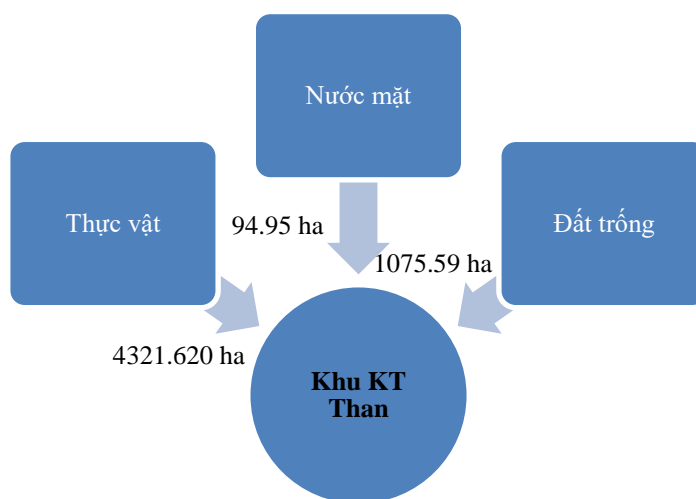 Nước mặt
Thực vật
Đất trống
94.95 ha
1075.59 ha
4321.620 ha
Khu KT
Than